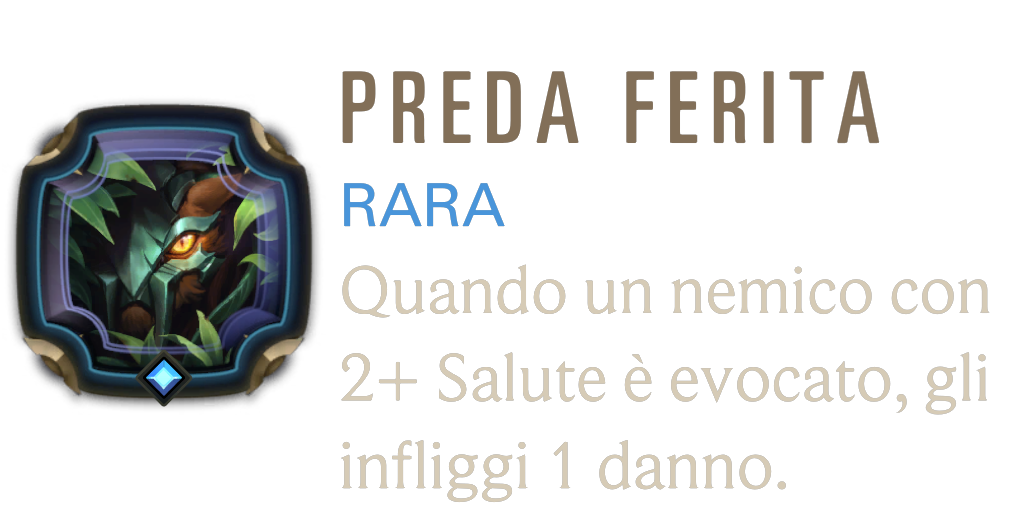 PREDA FERITA
RARA
Quando un nemico con
2+ Salute è evocato, gli
infliggi 1 danno.